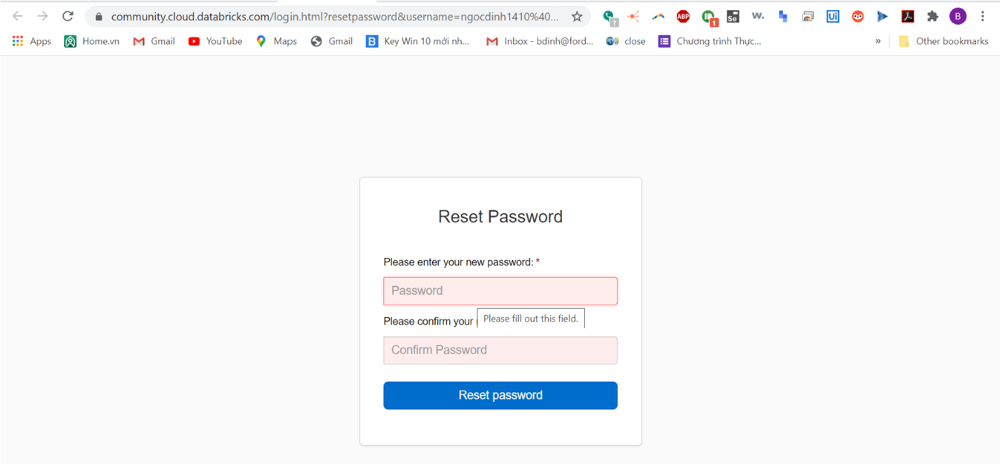 community.cloud.databricks.com/login.html?resetpassword&username=ngocdinh1410%40...
ABP
1
?
Se
w.
Ui
B
Apps
Home.vn
Gmail
YouTube
Maps
Gmail
B
Key Win 10 mới nh...
Inbox - bdinh@ford...
close
Chương trình Thực...
»
Other bookmarks
Reset Password
Please enter your new password: *
Password
Please confirm your
Please fill out this field.
Confirm Password
Reset password